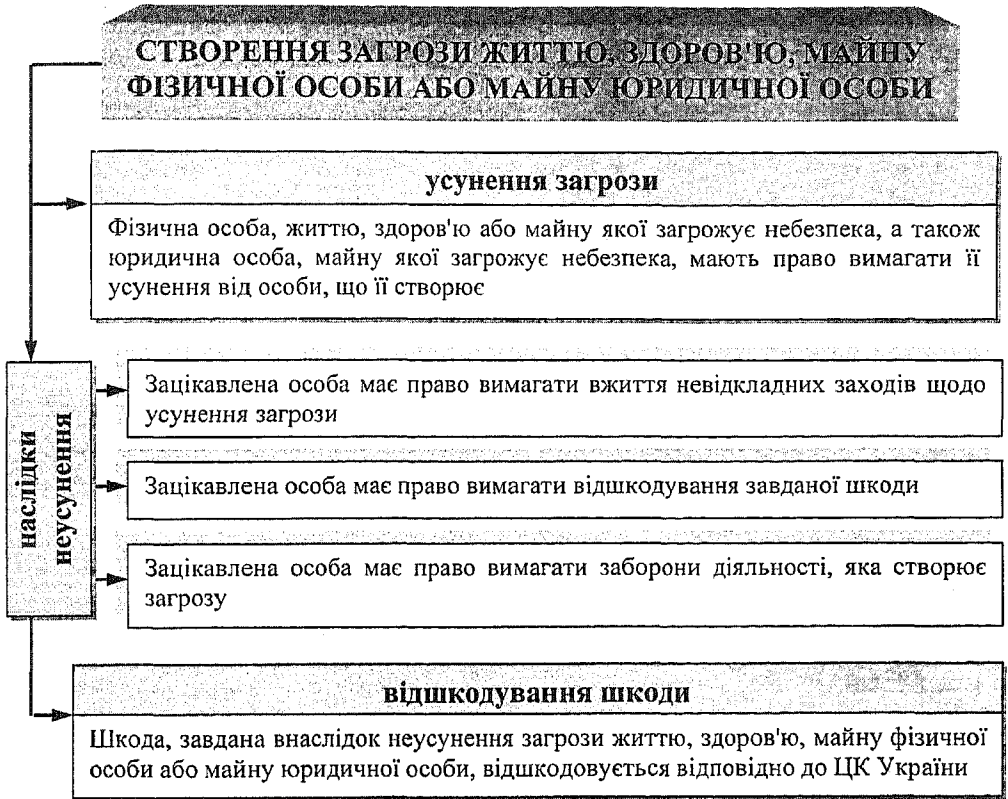 СТВОРЕННЯ ЗАГРОЗИ ЖИТТЮ, ЗДОРОВ'Ю, МАЙНУ
ФІЗИЧНОЇ ОСОБИ АБО МАЙНУ ЮРИДИЧНОЇ ОСОБИ
усунення загрози
Фізична особа, життю, здоров'ю або майну якої загрожує небезпека, а також
юридична особа, майну якої загрожує небезпека, мають право вимагати її
усунення від особи, що її створює
наслідки
неусунення
Зацікавлена особа має право вимагати вжиття невідкладних заходів щодо
усунення загрози
Зацікавлена особа має право вимагати відшкодування завданої шкоди
Зацікавлена особа має право вимагати заборони діяльності, яка створює
загрозу
відшкодування шкоди
Шкода, завдана внаслідок неусунення загрози життю, здоров'ю, майну фізичної
особи або майну юридичної особи, відшкодовується відповідно до ЦК України